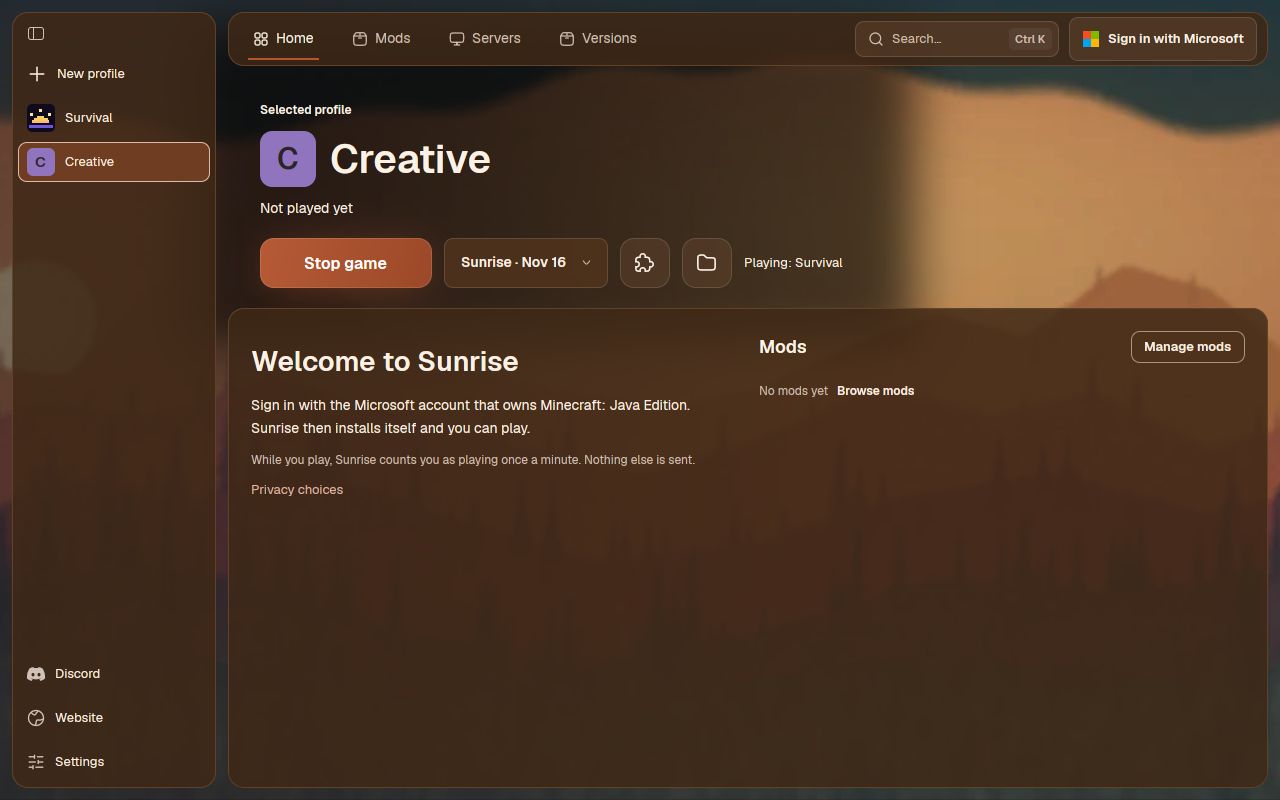 New profile
Survival
C
Creative
Discord
Website
Settings
Home
Mods
Servers
Versions
Search...
Ctrl K
Sign in with Microsoft
Selected profile
C
Creative
Not played yet
Stop game
Sunrise · Nov 16
Playing: Survival
Welcome to Sunrise
Sign in with the Microsoft account that owns Minecraft: Java Edition.
Sunrise then installs itself and you can play.
While you play, Sunrise counts you as playing once a minute. Nothing else is sent.
Privacy choices
Mods
Manage mods
No mods yet
Browse mods